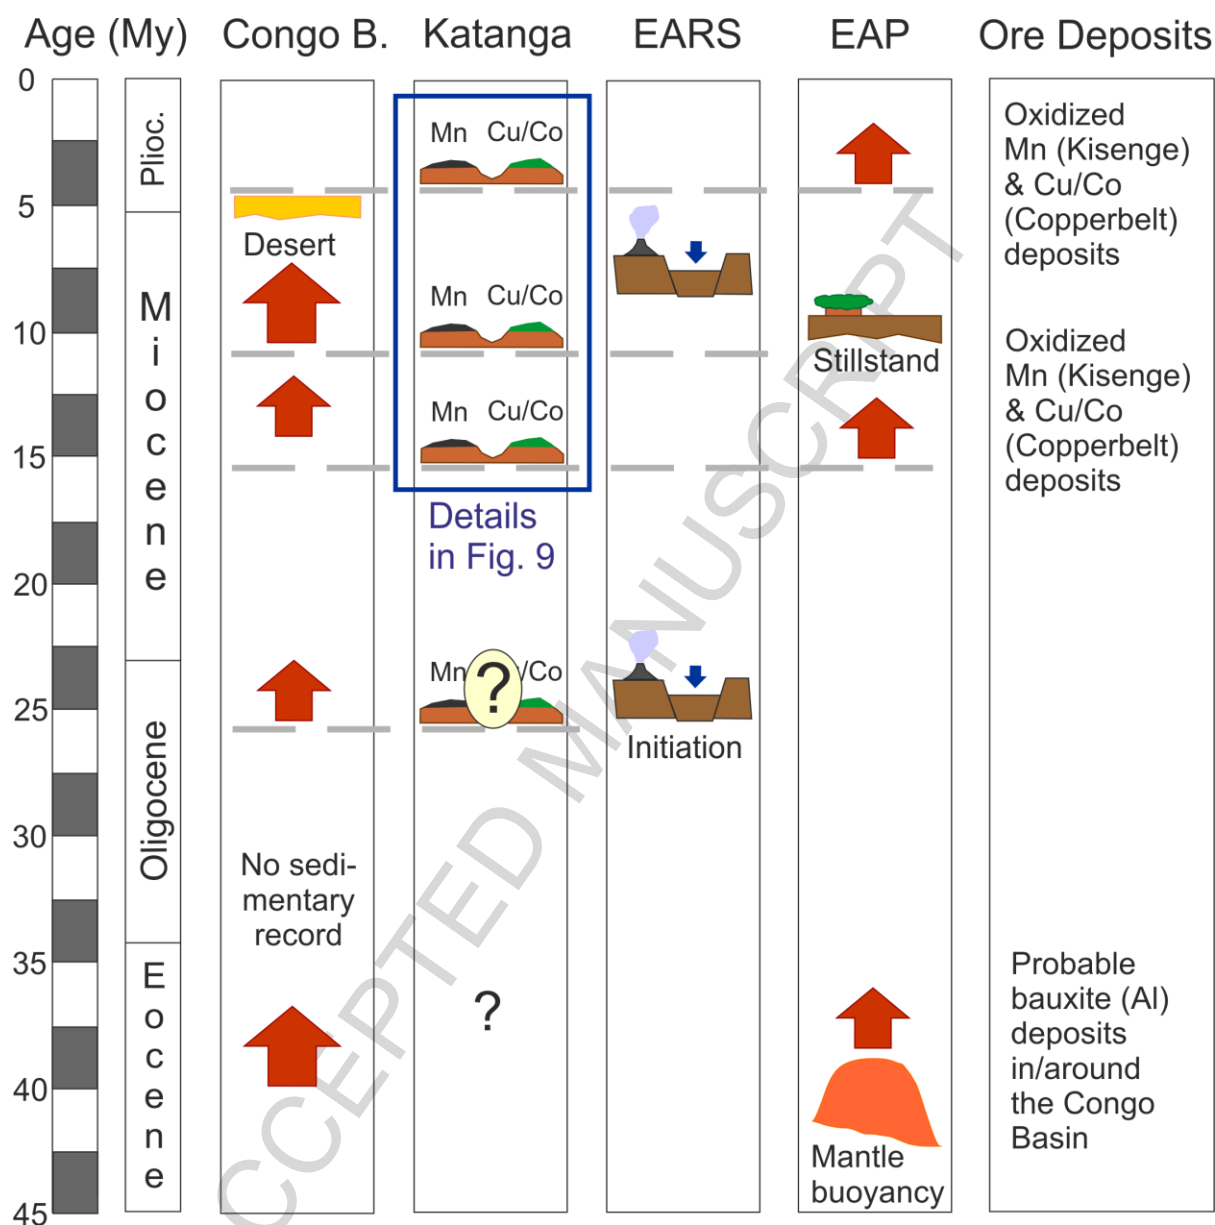 Age (My)
Congo B.
Katanga
EARS
EAP
Ore Deposits
0
5
10
15
20
25
30
35
40
45
Plioc.
Miocene
Oligocene
Eocene
Desert
No sedi-
mentary
record
Mn Cu/Co
Mn Cu/Co
Mn Cu/Co
Details
in Fig. 9
Mn ? /Co
?
Initiation
Stillstand
Mantle
buoyancy
Oxidized
Mn (Kisenge)
& Cu/Co
(Copperbelt)
deposits
Oxidized
Mn (Kisenge)
& Cu/Co
(Copperbelt)
deposits
Probable
bauxite (Al)
deposits
in/around
the Congo
Basin
CCEPTED MANUSCRIPT